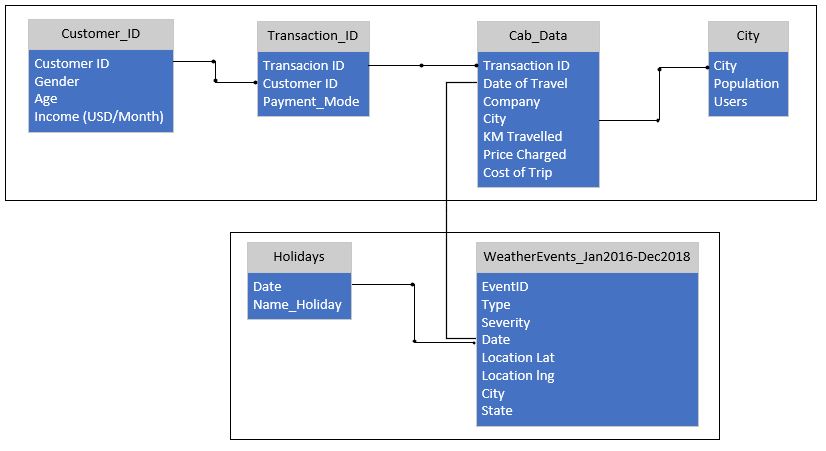 Customer_ID
Customer ID
Gender
Age
Income (USD/Month)
Transaction_ID
Transacion ID
Customer ID
Payment_Mode
Cab_Data
Transaction ID
Date of Travel
Company
City
KM Travelled
Price Charged
Cost of Trip
City
City
Population
Users
Holidays
Date
Name_Holiday
WeatherEvents_Jan2016-Dec2018
EventID
Type
Severity
Date
Location Lat
Location lng
City
State